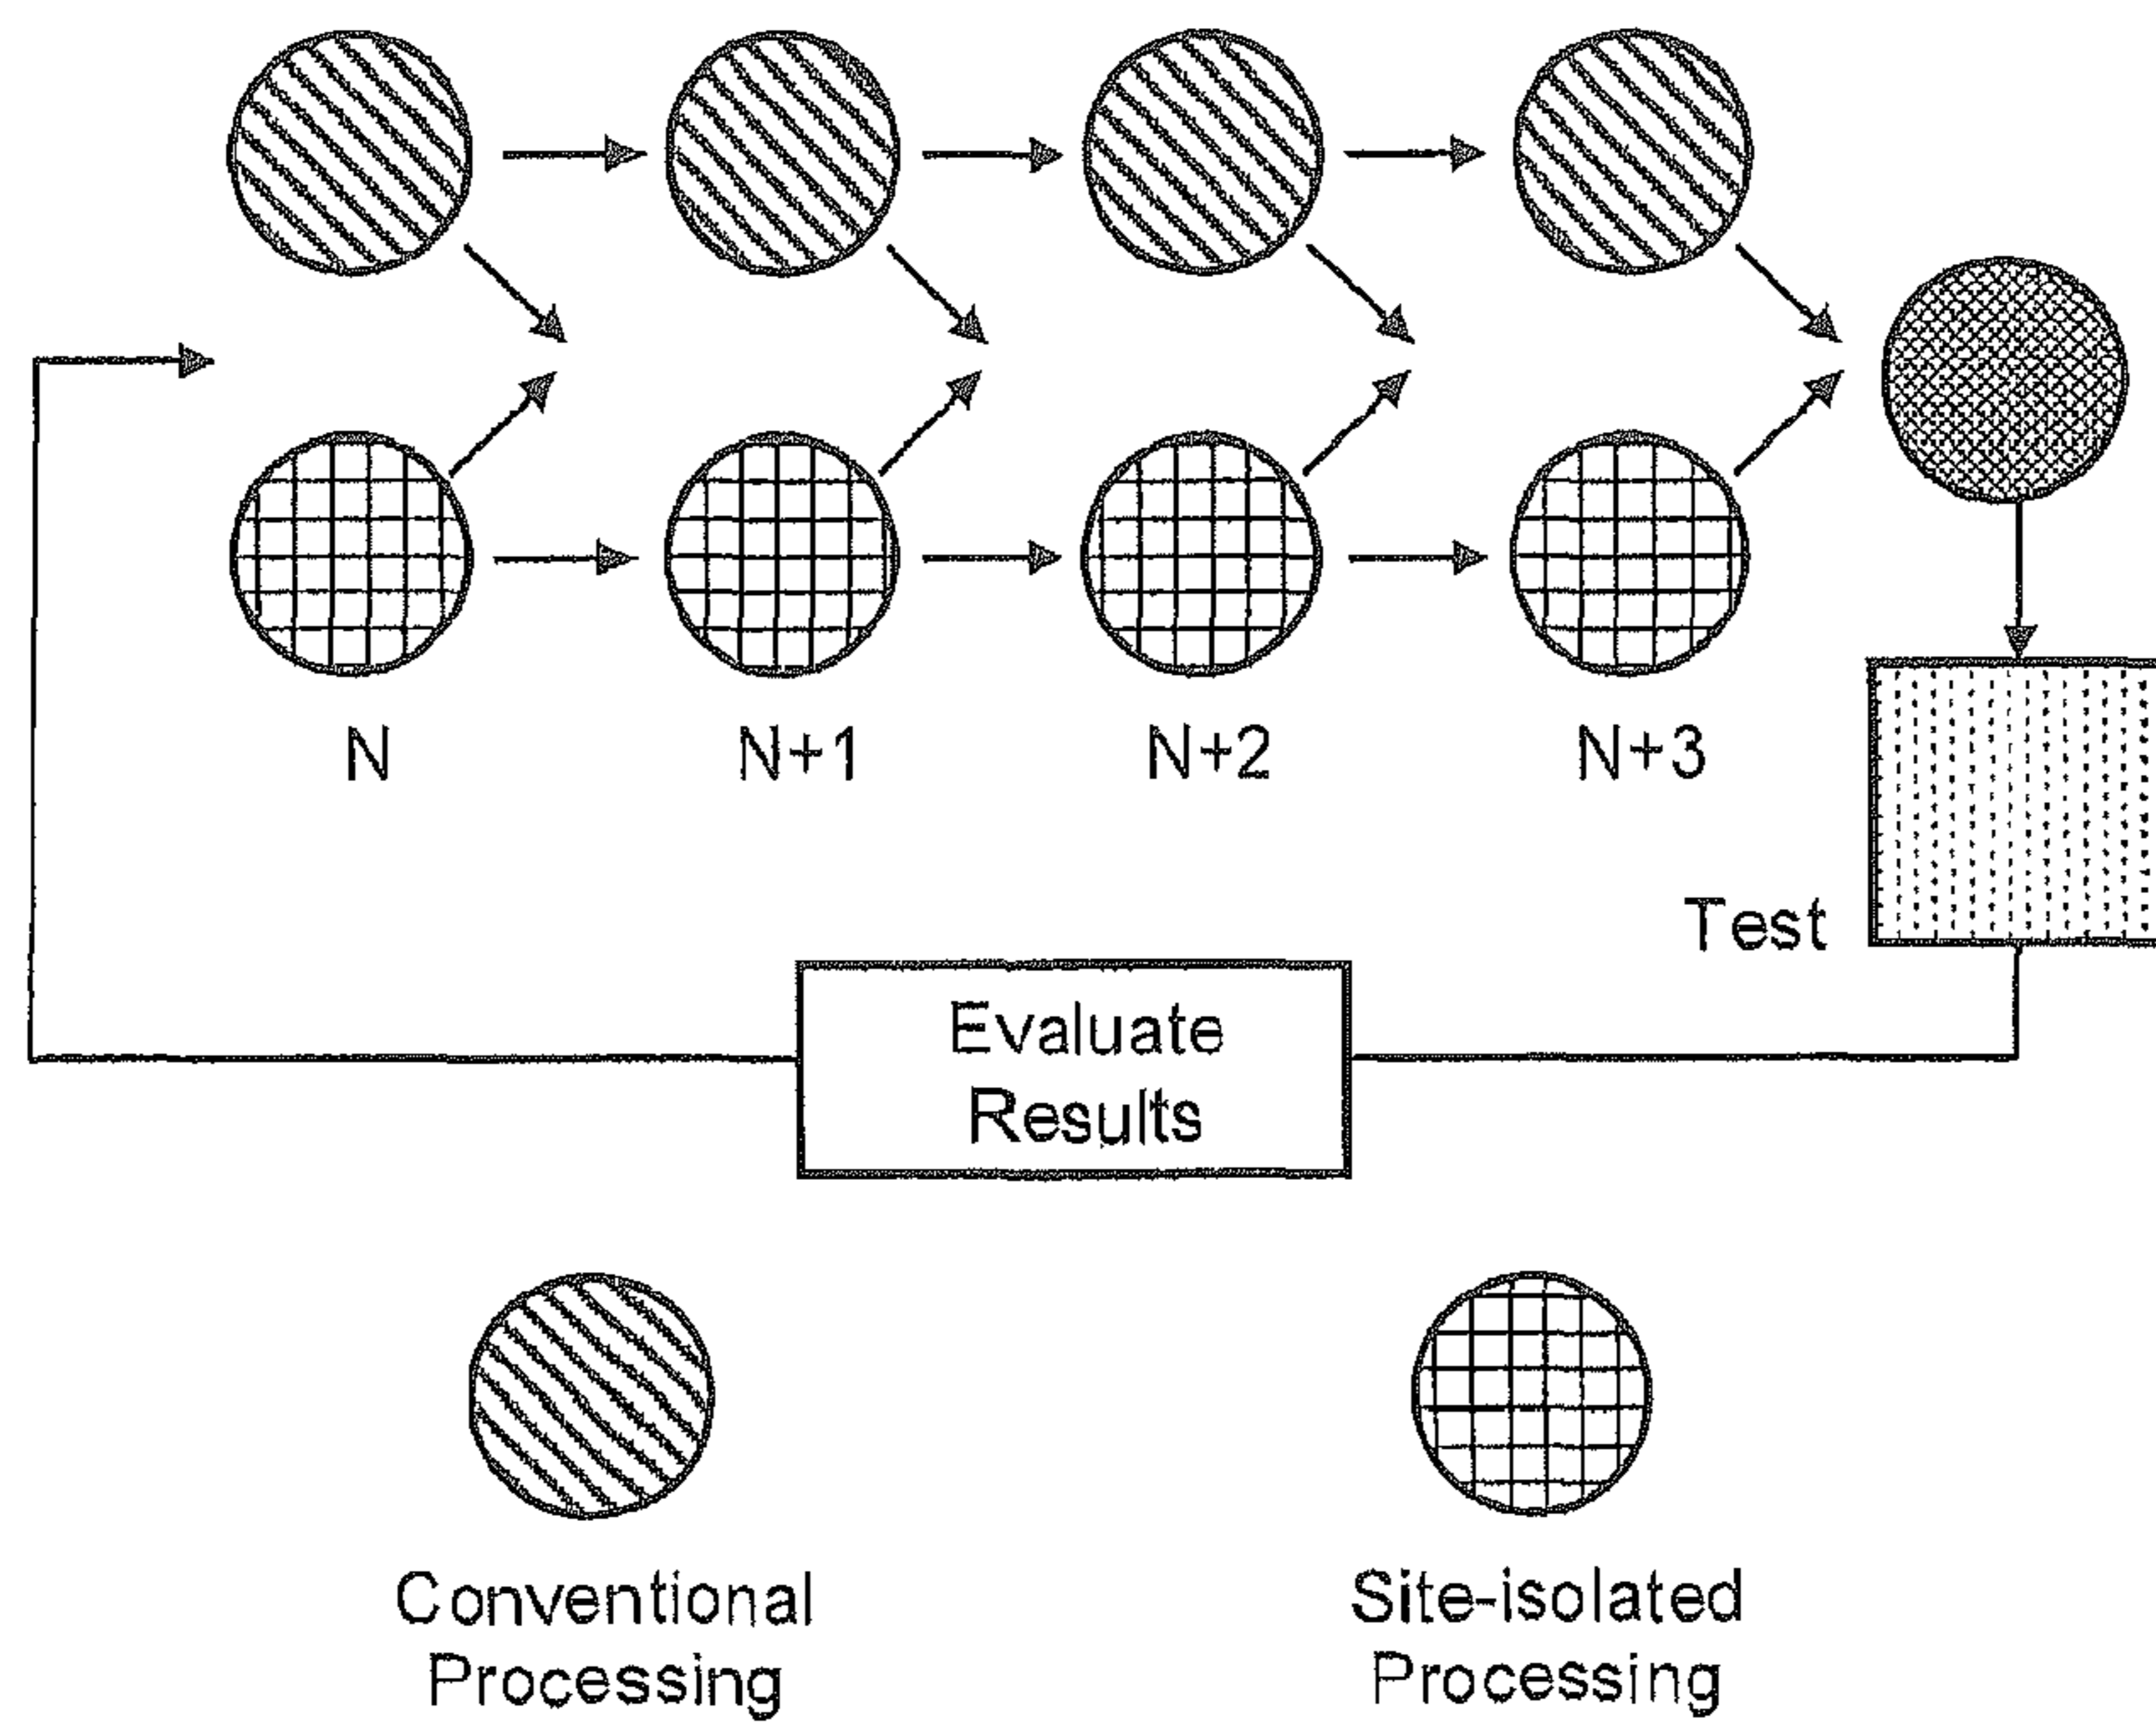 N
N+1
N+2
N+3
Test
Evaluate
Results
Conventional
Processing
Site-isolated
Processing